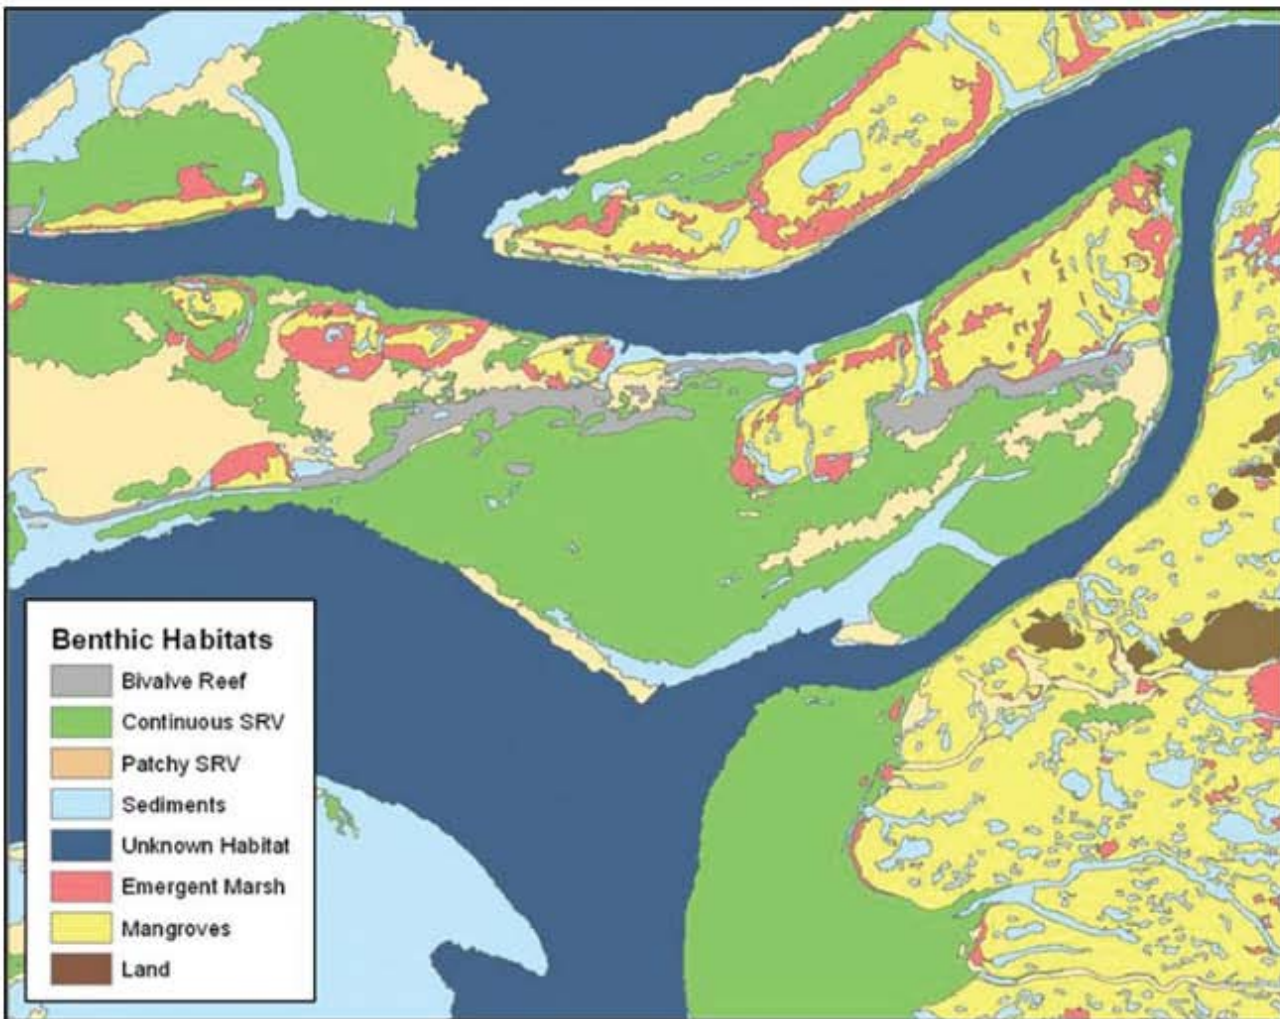 Benthic Habitats
Bivalve Reef
Continuous SRV
Patchy SRV
Sediments
Unknown Habitat
Emergent Marsh
Mangroves
Land